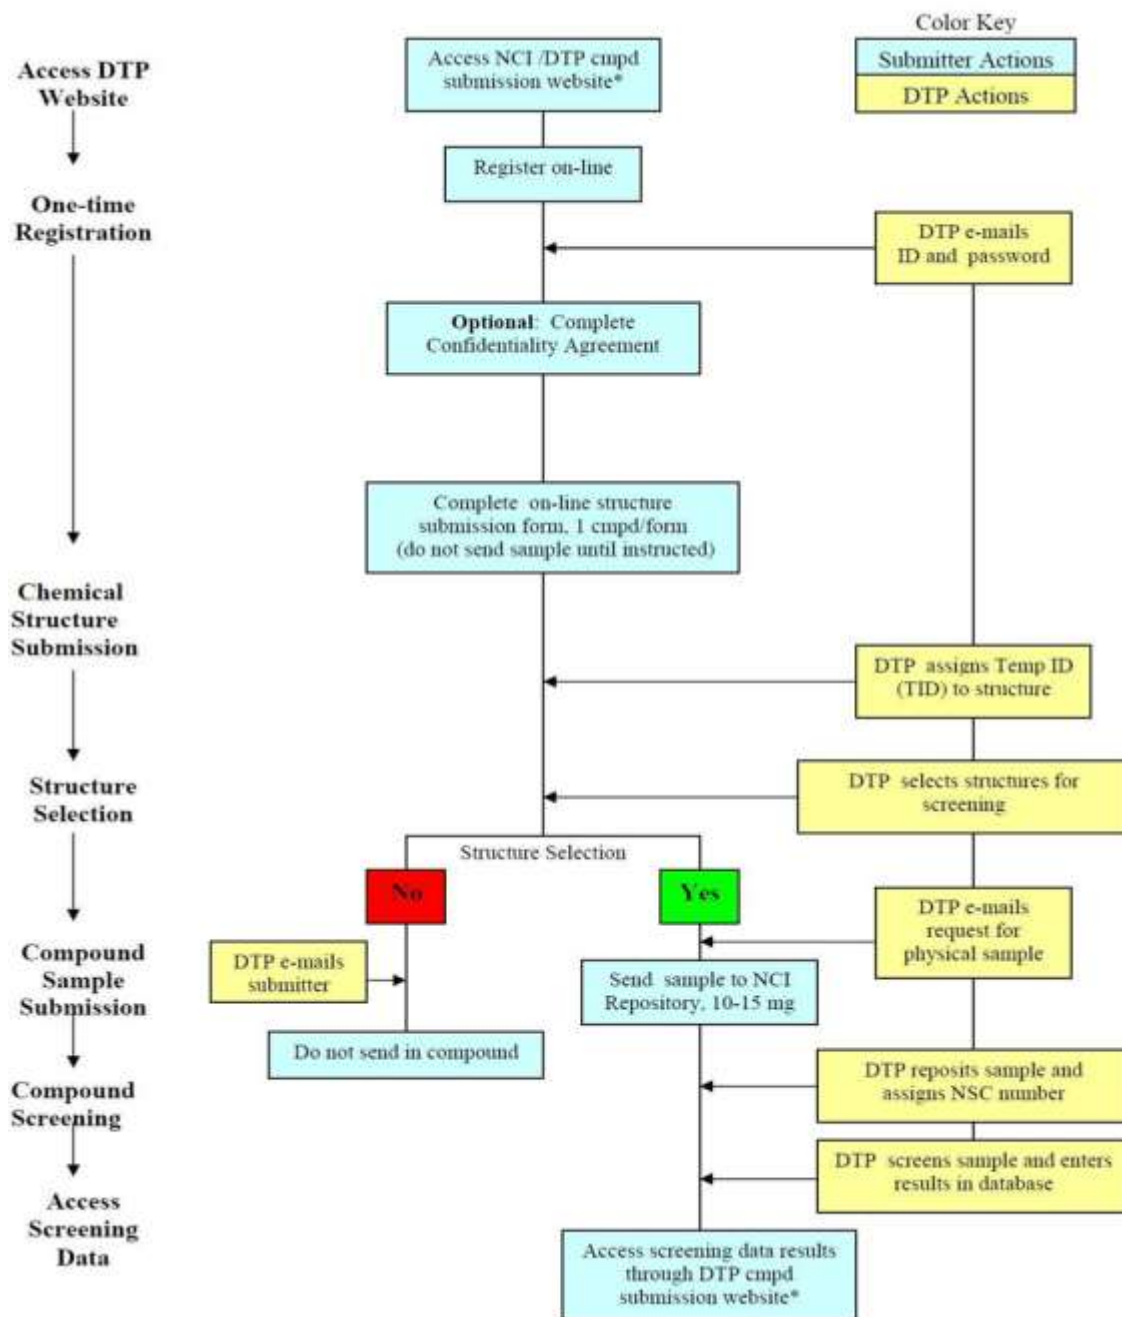 Color Key
Submitter Actions
DTP Actions
Access DTP
Website
One-time
Registration
Chemical
Structure
Submission
Structure
Selection
Compound
Sample
Submission
Compound
Screening
Access
Screening
Data
Access NCI /DTP cmpd
submission website*
Register on-line
DTP e-mails
ID and password
Optional: Complete
Confidentiality Agreement
Complete on-line structure
submission form, 1 cmpd/form
(do not send sample until instructed)
DTP assigns Temp ID
(TID) to structure
DTP selects structures for
screening
Structure Selection
No
Yes
DTP e-mails
submitter
Do not send in compound
DTP e-mails
request for
physical sample
Send sample to NCI
Repository, 10-15 mg
DTP reposits sample and
assigns NSC number
DTP screens sample and enters
results in database
Access screening data results
through DTP cmpd
submission website*